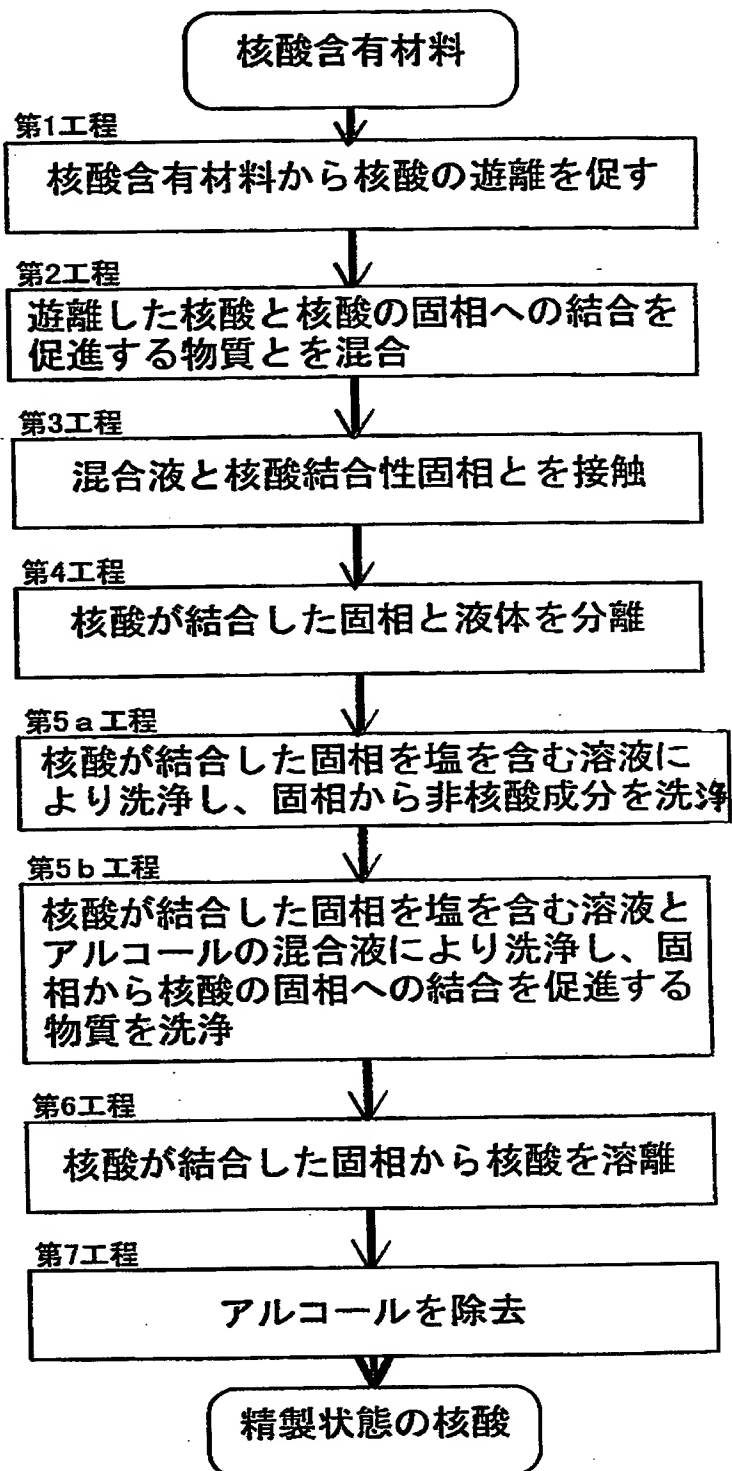 核酸含有材料
第1工程
核酸含有材料から核酸の遊離を促す
第2工程
遊離した核酸と核酸の固相への結合を
促進する物質とを混合
第3工程
混合液と核酸結合性固相とを接触
第4工程
核酸が結合した固相と液体を分離
第5a工程
核酸が結合した固相を塩を含む溶液に
より洗浄し、固相から非核酸成分を洗浄
第5b工程
核酸が結合した固相を塩を含む溶液と
アルコールの混合液により洗浄し、固
相から核酸の固相への結合を促進する
物質を洗浄
第6工程
核酸が結合した固相から核酸を溶離
第7工程
アルコールを除去
精製状態の核酸